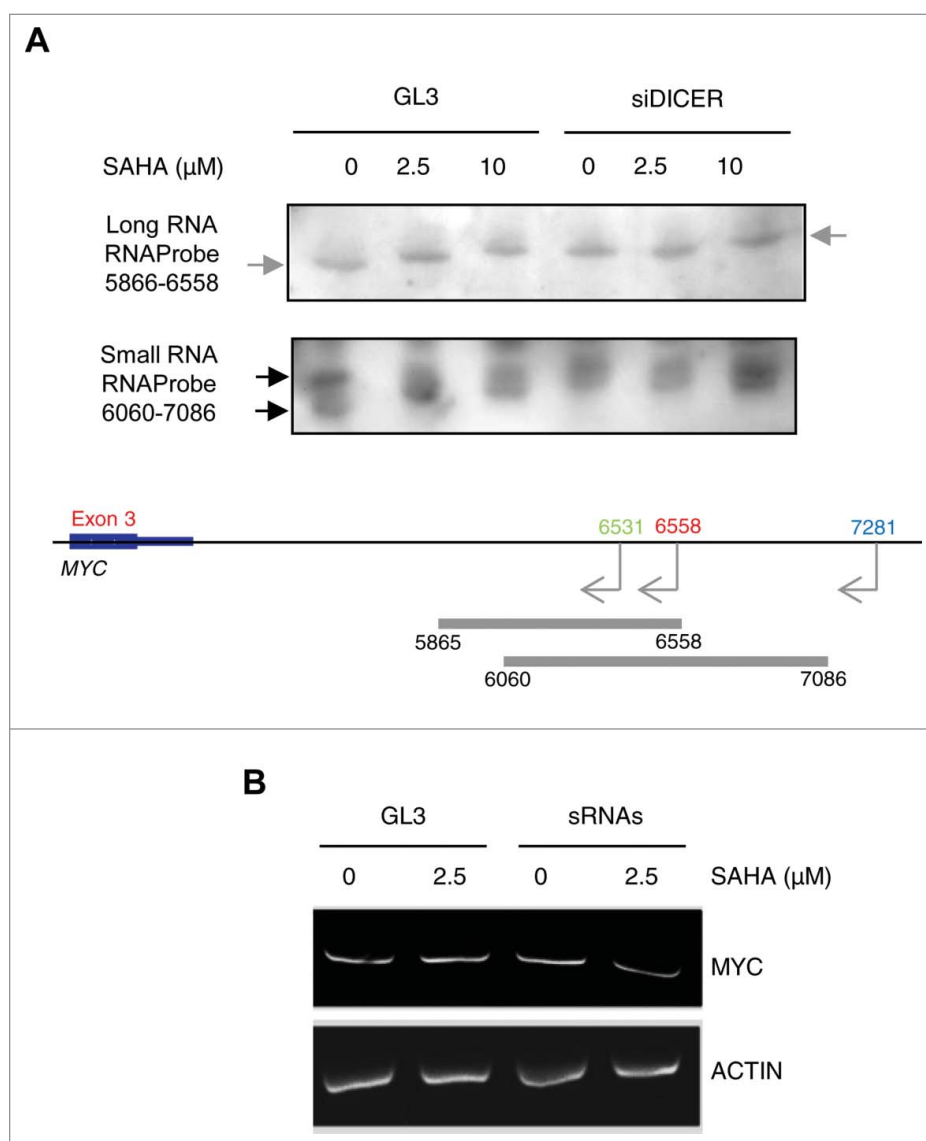 A
GL3 siDICER
SAHA (µM) 0 2.5 10 0 2.5 10
Long RNA
RNAProbe
5866-6558
Small RNA
RNAProbe
6060-7086
Exon 3 6531 6558 7281
MYC
5865 6558
6060 7086
B
GL3 sRNAs
0 2.5 0 2.5 SAHA (µM)
MYC
ACTIN